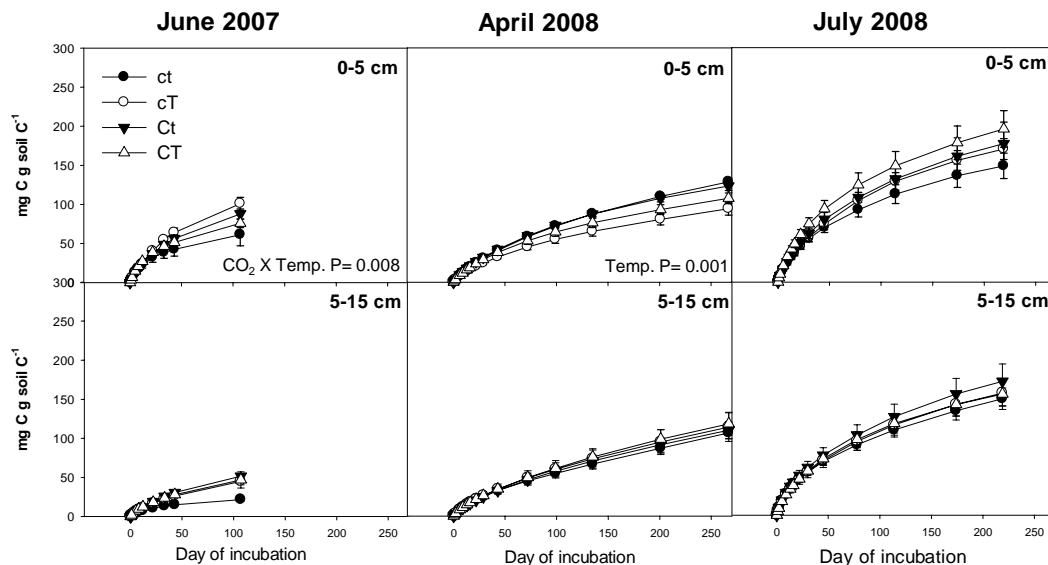 June 2007
April 2008
July 2008
mg C g soil C⁻¹
300
250
200
150
100
50
300
0-5 cm
ct
cT
Ct
CT
CO₂ X Temp. P= 0.008
0-5 cm
Temp. P= 0.001
0-5 cm
mg C g soil C⁻¹
250
200
150
100
50
0
5-15 cm
5-15 cm
5-15 cm
0 50 100 150 200 250
0 50 100 150 200 250
0 50 100 150 200 250
Day of incubation
Day of incubation
Day of incubation